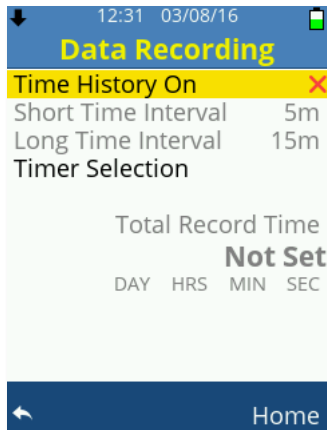 12:31 03/08/16
Data Recording
Time History On
Short Time Interval 5m
Long Time Interval 15m
Timer Selection
Total Record Time
Not Set
DAY HRS MIN SEC
Home